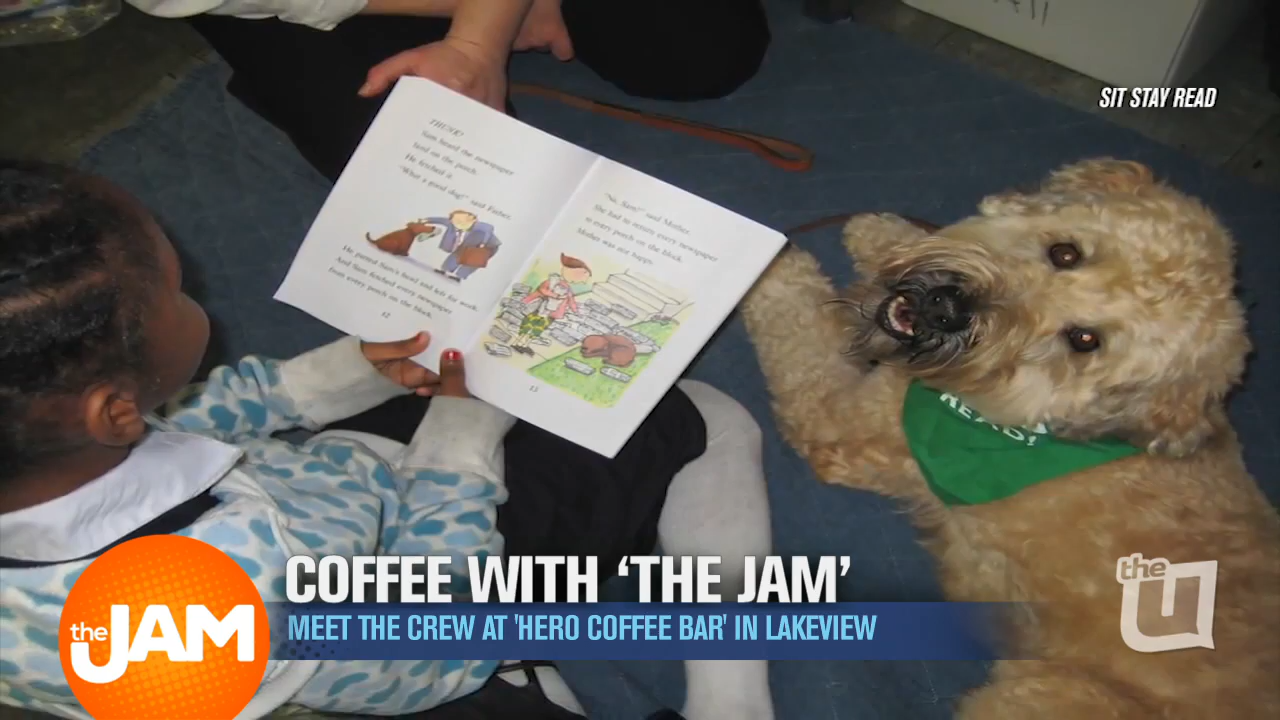 SIT STAY READ
THUNK!
Sam heard the newspaper
land on the porch.
He fetched it.
"What a good dog!" said Father.
He patted Sam's head and left for work.
And Sam fetched every newspaper
from every porch on the block.
12
"No, Sam!" said Mother.
She had to return every newspaper
to every porch on the block.
Mother was not happy.
13
READ!
COFFEE WITH ‘THE JAM’
MEET THE CREW AT 'HERO COFFEE BAR' IN LAKEVIEW
the JAM
the U